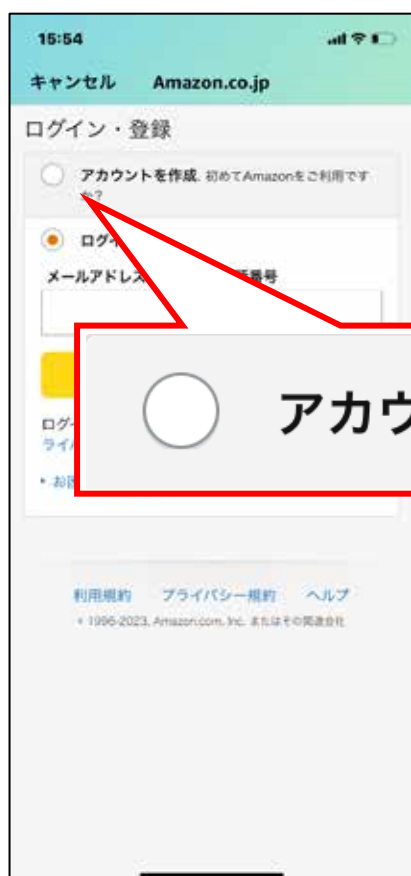 15:54
キャンセル Amazon.co.jp
ログイン・登録
アカウントを作成. 初めてAmazonをご利用です
か?
ログイ
メールアドレス 番号
アカウ
ログ
ライ
利用規約 プライバシー規約 ヘルプ
© 1996-2023, Amazon.com, Inc. またはその関連会社